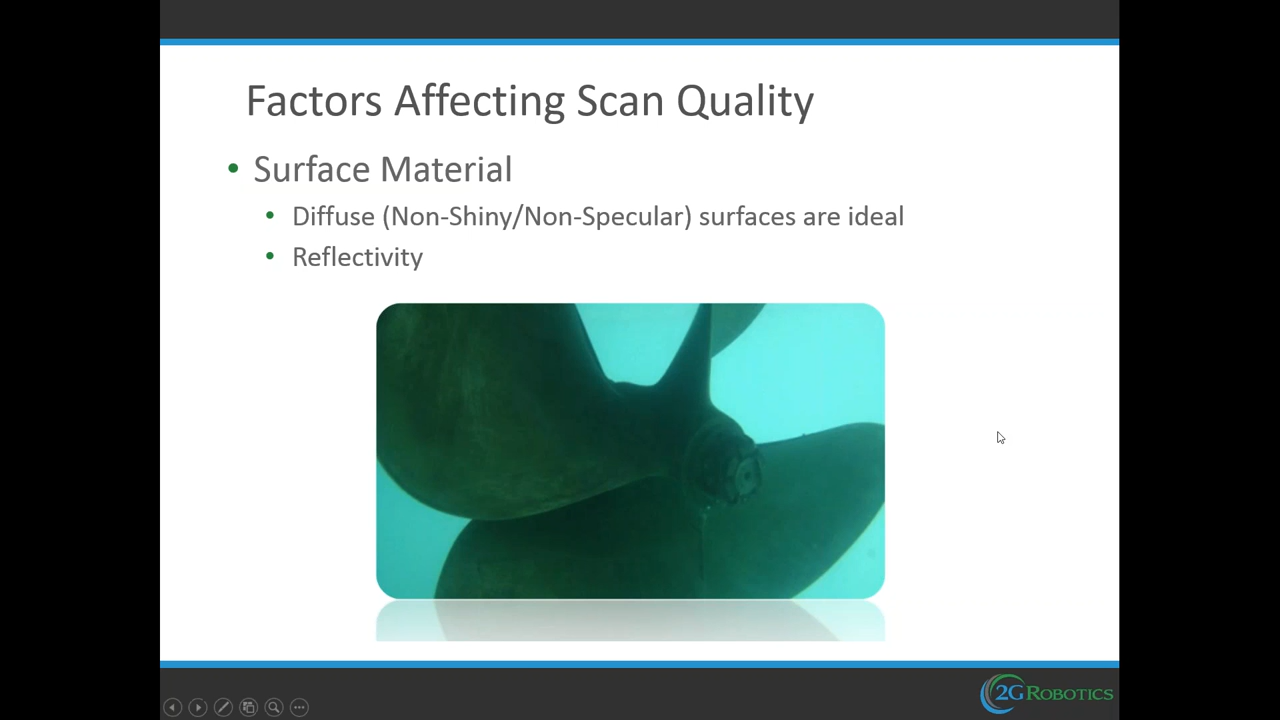 Factors Affecting Scan Quality
• Surface Material
• Diffuse (Non-Shiny/Non-Specular) surfaces are ideal
• Reflectivity
2G ROBOTICS